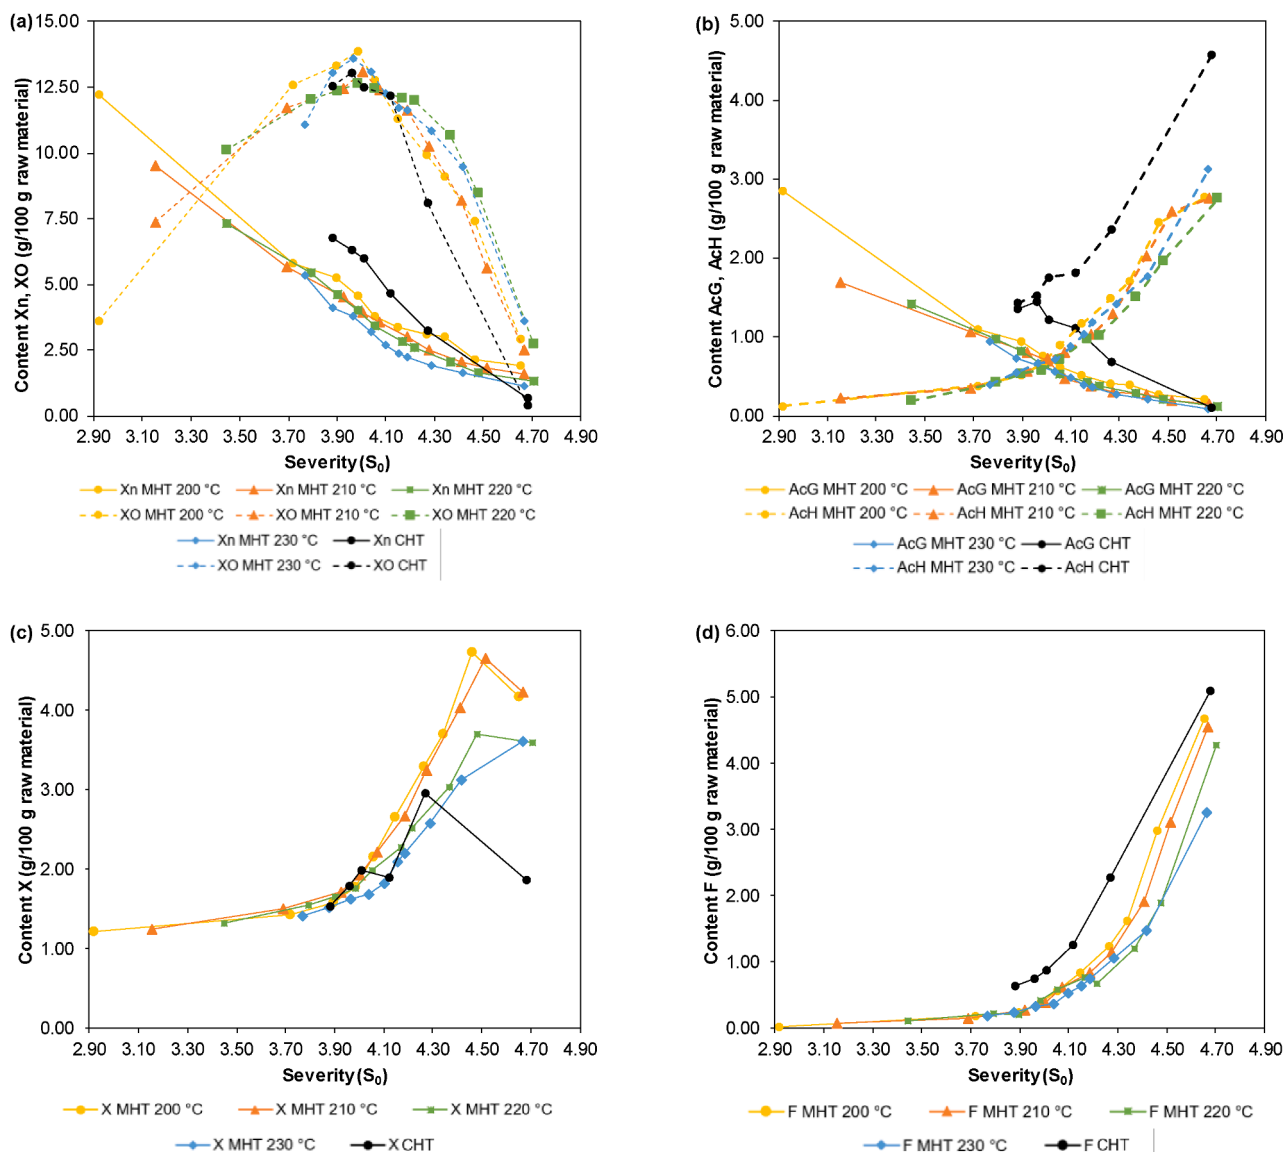 (a)
Content Xn, XO (g/100 g raw material)
15.00
12.50
10.00
7.50
5.00
2.50
0.00
2.90 3.10 3.30 3.50 3.70 3.90 4.10 4.30 4.50 4.70 4.90
Severity (S0)
Xn MHT 200 °C Xn MHT 210 °C Xn MHT 220 °C
XO MHT 200 °C XO MHT 210 °C XO MHT 220 °C
Xn MHT 230 °C Xn CHT
XO MHT 230 °C XO CHT
(b)
Content AcG, AcH (g/100 g raw material)
5.00
4.00
3.00
2.00
1.00
0.00
2.90 3.10 3.30 3.50 3.70 3.90 4.10 4.30 4.50 4.70 4.90
Severity (S0)
AcG MHT 200 °C AcG MHT 210 °C AcG MHT 220 °C
AcH MHT 200 °C AcH MHT 210 °C AcH MHT 220 °C
AcG MHT 230 °C AcG CHT
AcH MHT 230 °C AcH CHT
(c)
Content X (g/100 g raw material)
5.00
4.00
3.00
2.00
1.00
0.00
2.90 3.10 3.30 3.50 3.70 3.90 4.10 4.30 4.50 4.70 4.90
Severity (S0)
X MHT 200 °C X MHT 210 °C X MHT 220 °C
X MHT 230 °C X CHT
(d)
Content F (g/100 g raw material)
6.00
5.00
4.00
3.00
2.00
1.00
0.00
2.90 3.10 3.30 3.50 3.70 3.90 4.10 4.30 4.50 4.70 4.90
Severity (S0)
F MHT 200 °C F MHT 210 °C F MHT 220 °C
F MHT 230 °C F CHT